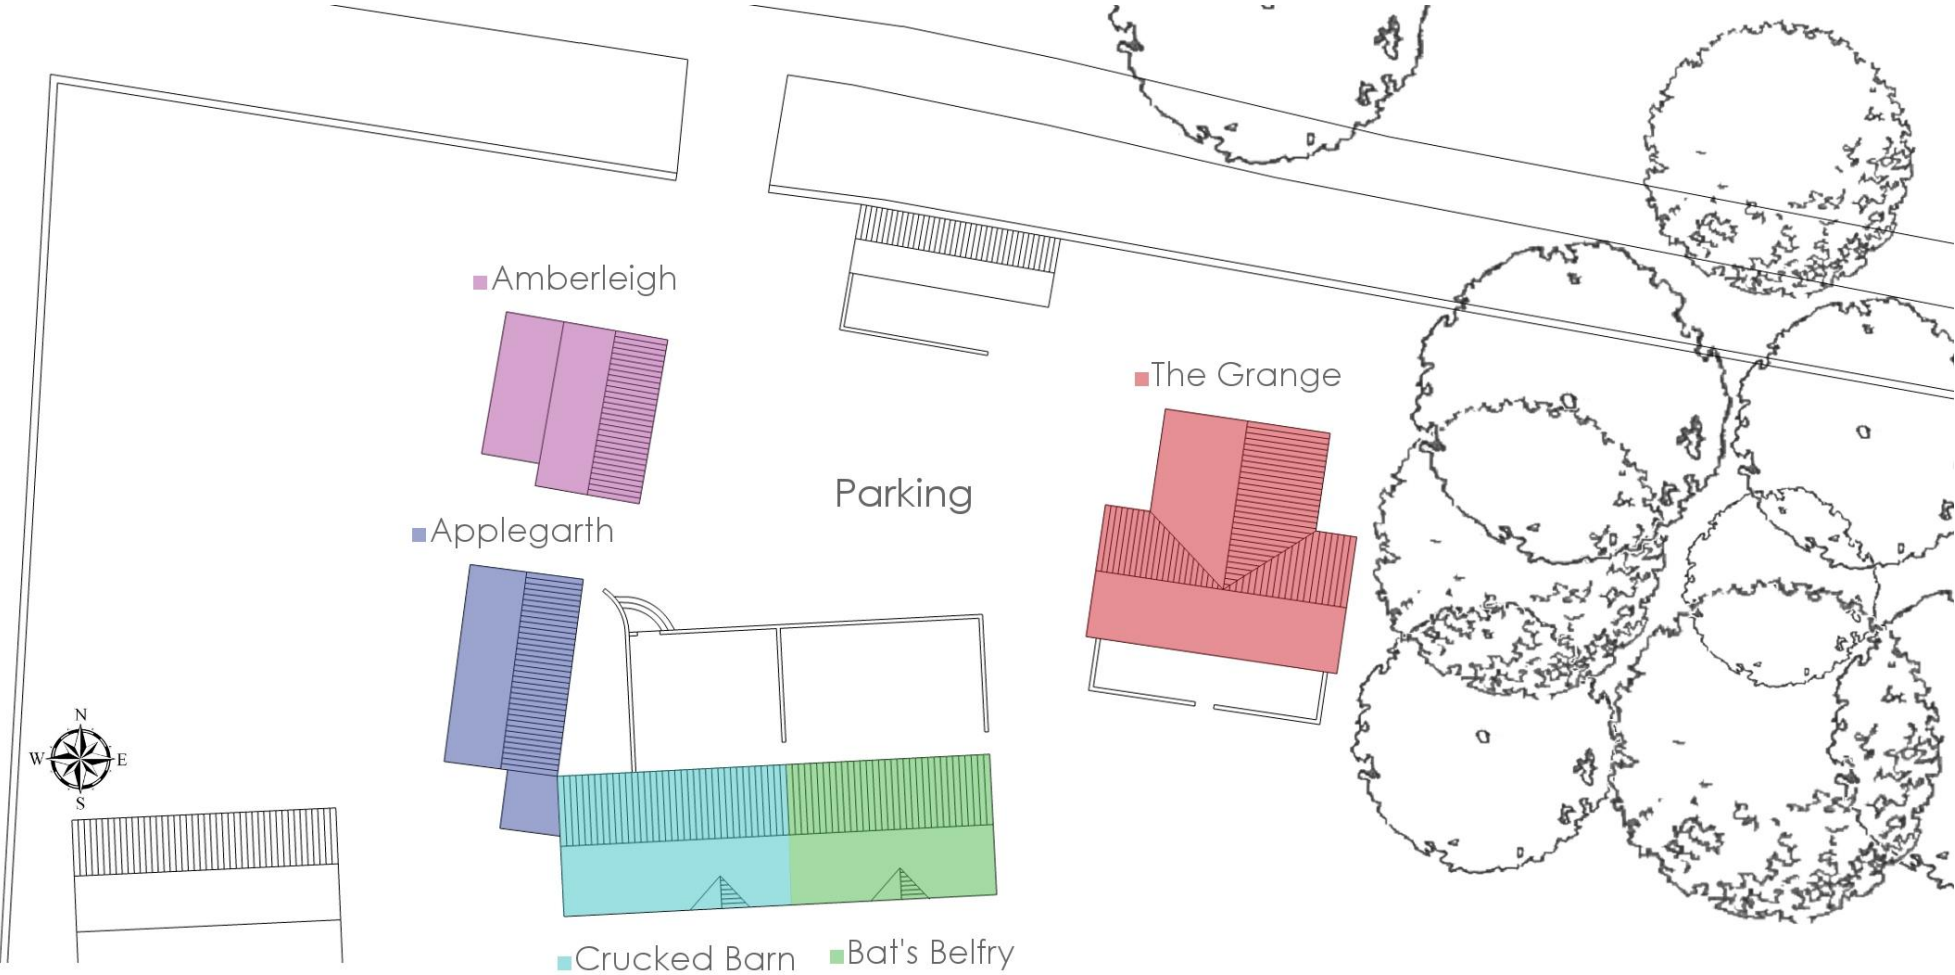 Amberleigh
The Grange
Parking
Applegarth
N
W E
S
Crucked Barn
Bat's Belfry